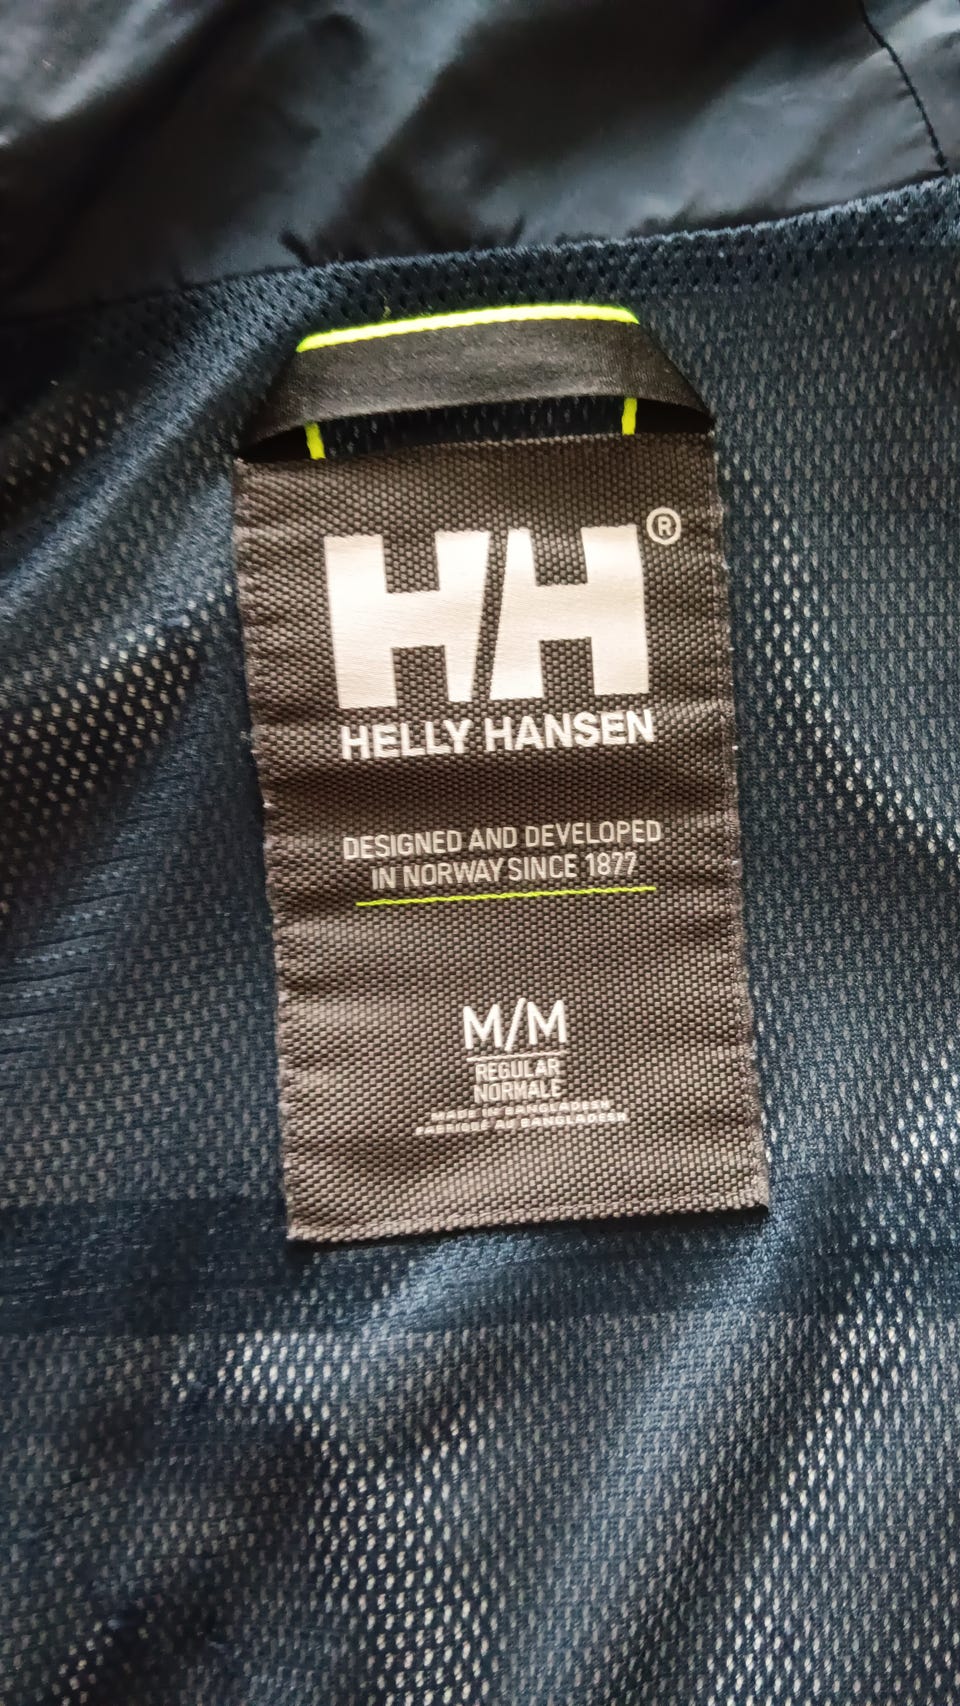 HH®
HELLY HANSEN
DESIGNED AND DEVELOPED
IN NORWAY SINCE 1877
M/M
REGULAR
NORMALE
MADE IN BANGLADESH
FABRIQUÉ AU BANGLADESH